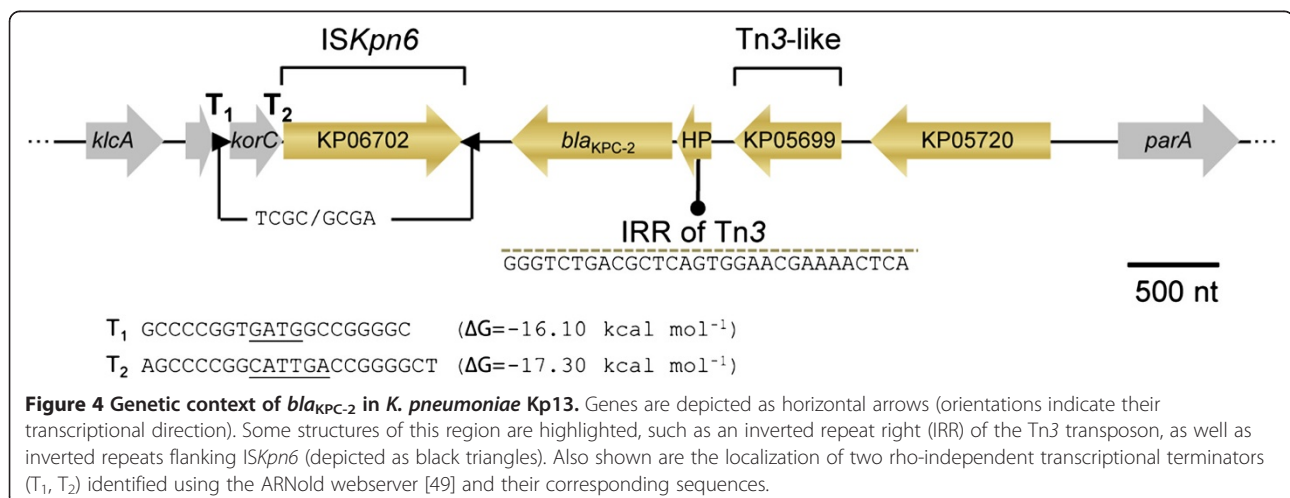 ISKpn6 Tn3-like
T₁ T₂
klcA korC KP06702 bla_KPC-2 HP KP05699 KP05720 parA
TCGC/GCGA
IRR of Tn3
GGGTCTGACGCTCAGTGGAACGAAAACTCA
500 nt
T₁ GCCCCGGTGATGGCCGGGGC (ΔG=-16.10 kcal mol⁻¹)
T₂ AGCCCCGGCATTGACCGGGGCT (ΔG=-17.30 kcal mol⁻¹)
Figure 4 Genetic context of bla_KPC-2 in K. pneumoniae Kp13. Genes are depicted as horizontal arrows (orientations indicate their
transcriptional direction). Some structures of this region are highlighted, such as an inverted repeat right (IRR) of the Tn3 transposon, as well as
inverted repeats flanking ISKpn6 (depicted as black triangles). Also shown are the localization of two rho-independent transcriptional terminators
(T₁, T₂) identified using the ARNold webserver [49] and their corresponding sequences.